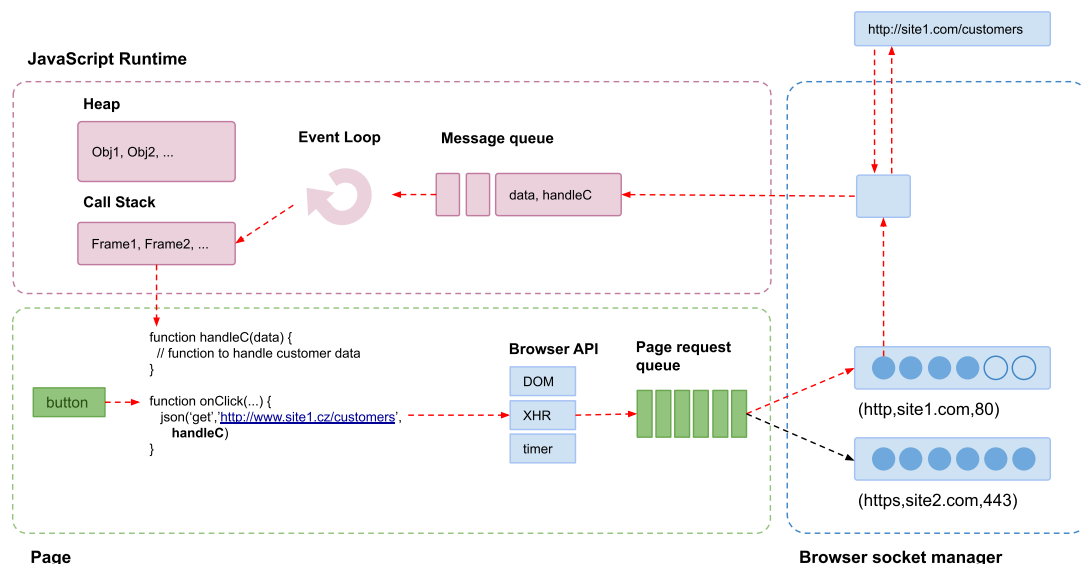 http://site1.com/customers
JavaScript Runtime
Heap
Obj1, Obj2, ...
Event Loop
Message queue
data, handleC
Call Stack
Frame1, Frame2, ...
function handleC(data) {
// function to handle customer data
}
button
function onClick(...) {
json(‘get’,’http://www.site1.cz/customers’,
handleC)
}
Browser API
DOM
XHR
timer
Page request
queue
(http,site1.com,80)
(https,site2.com,443)
Page
Browser socket manager